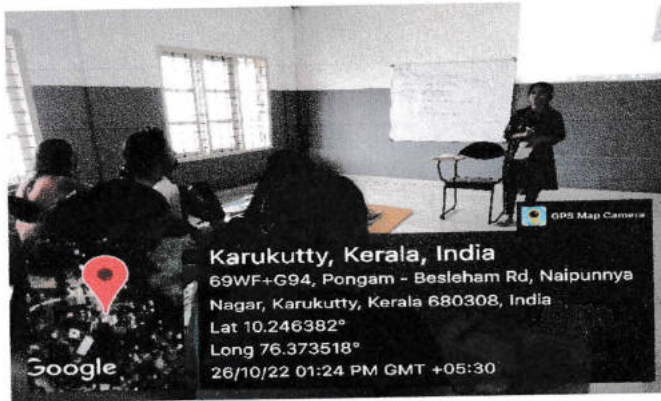 GPS Map Camera
Karukutty, Kerala, India
69WF+G94, Pongam - Besleham Rd, Naipunnya
Nagar, Karukutty, Kerala 680308, India
Lat 10.246382°
Long 76.373518°
26/10/22 01:24 PM GMT +05:30
Google